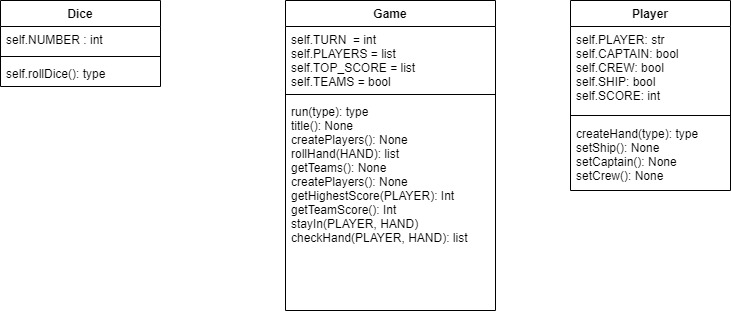 Dice
self.NUMBER : int
self.rollDice(): type
Game
self.TURN  = int
self.PLAYERS = list
self.TOP_SCORE = list
self.TEAMS = bool
run(type): type
title(): None
createPlayers(): None
rollHand(HAND): list
getTeams(): None
createPlayers(): None
getHighestScore(PLAYER): Int
getTeamScore(): Int
stayIn(PLAYER, HAND)
checkHand(PLAYER, HAND): list
Player
self.PLAYER: str
self.CAPTAIN: bool
self.CREW: bool
self.SHIP: bool
self.SCORE: int
createHand(type): type
setShip(): None
setCaptain(): None
setCrew(): None